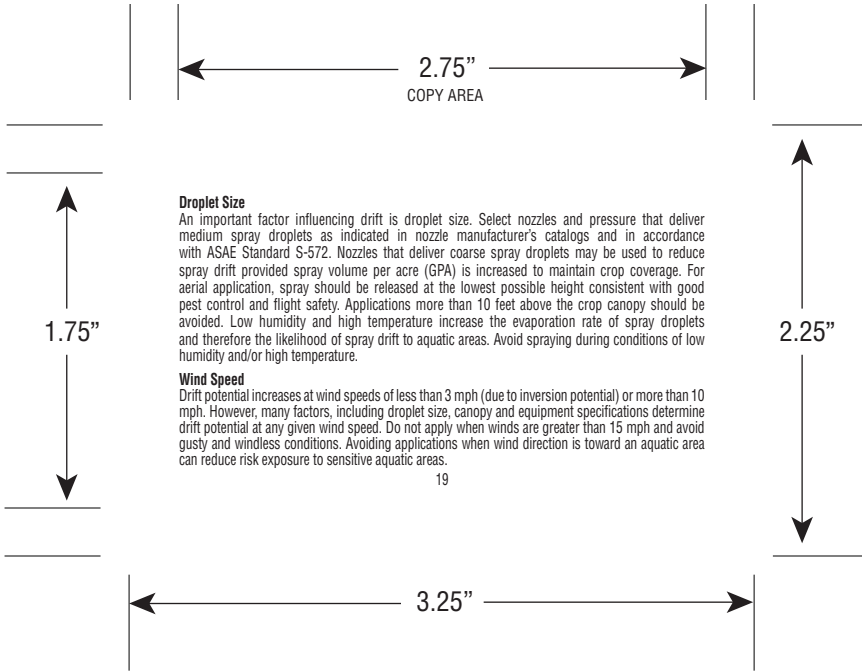 2.75”
COPY AREA
Droplet Size
An important factor influencing drift is droplet size. Select nozzles and pressure that deliver
medium spray droplets as indicated in nozzle manufacturer’s catalogs and in accordance
with ASAE Standard S-572. Nozzles that deliver coarse spray droplets may be used to reduce
spray drift provided spray volume per acre (GPA) is increased to maintain crop coverage. For
aerial application, spray should be released at the lowest possible height consistent with good
pest control and flight safety. Applications more than 10 feet above the crop canopy should be
avoided. Low humidity and high temperature increase the evaporation rate of spray droplets
and therefore the likelihood of spray drift to aquatic areas. Avoid spraying during conditions of low
humidity and/or high temperature.
1.75”
2.25”
Wind Speed
Drift potential increases at wind speeds of less than 3 mph (due to inversion potential) or more than 10
mph. However, many factors, including droplet size, canopy and equipment specifications determine
drift potential at any given wind speed. Do not apply when winds are greater than 15 mph and avoid
gusty and windless conditions. Avoiding applications when wind direction is toward an aquatic area
can reduce risk exposure to sensitive aquatic areas.
19
3.25”